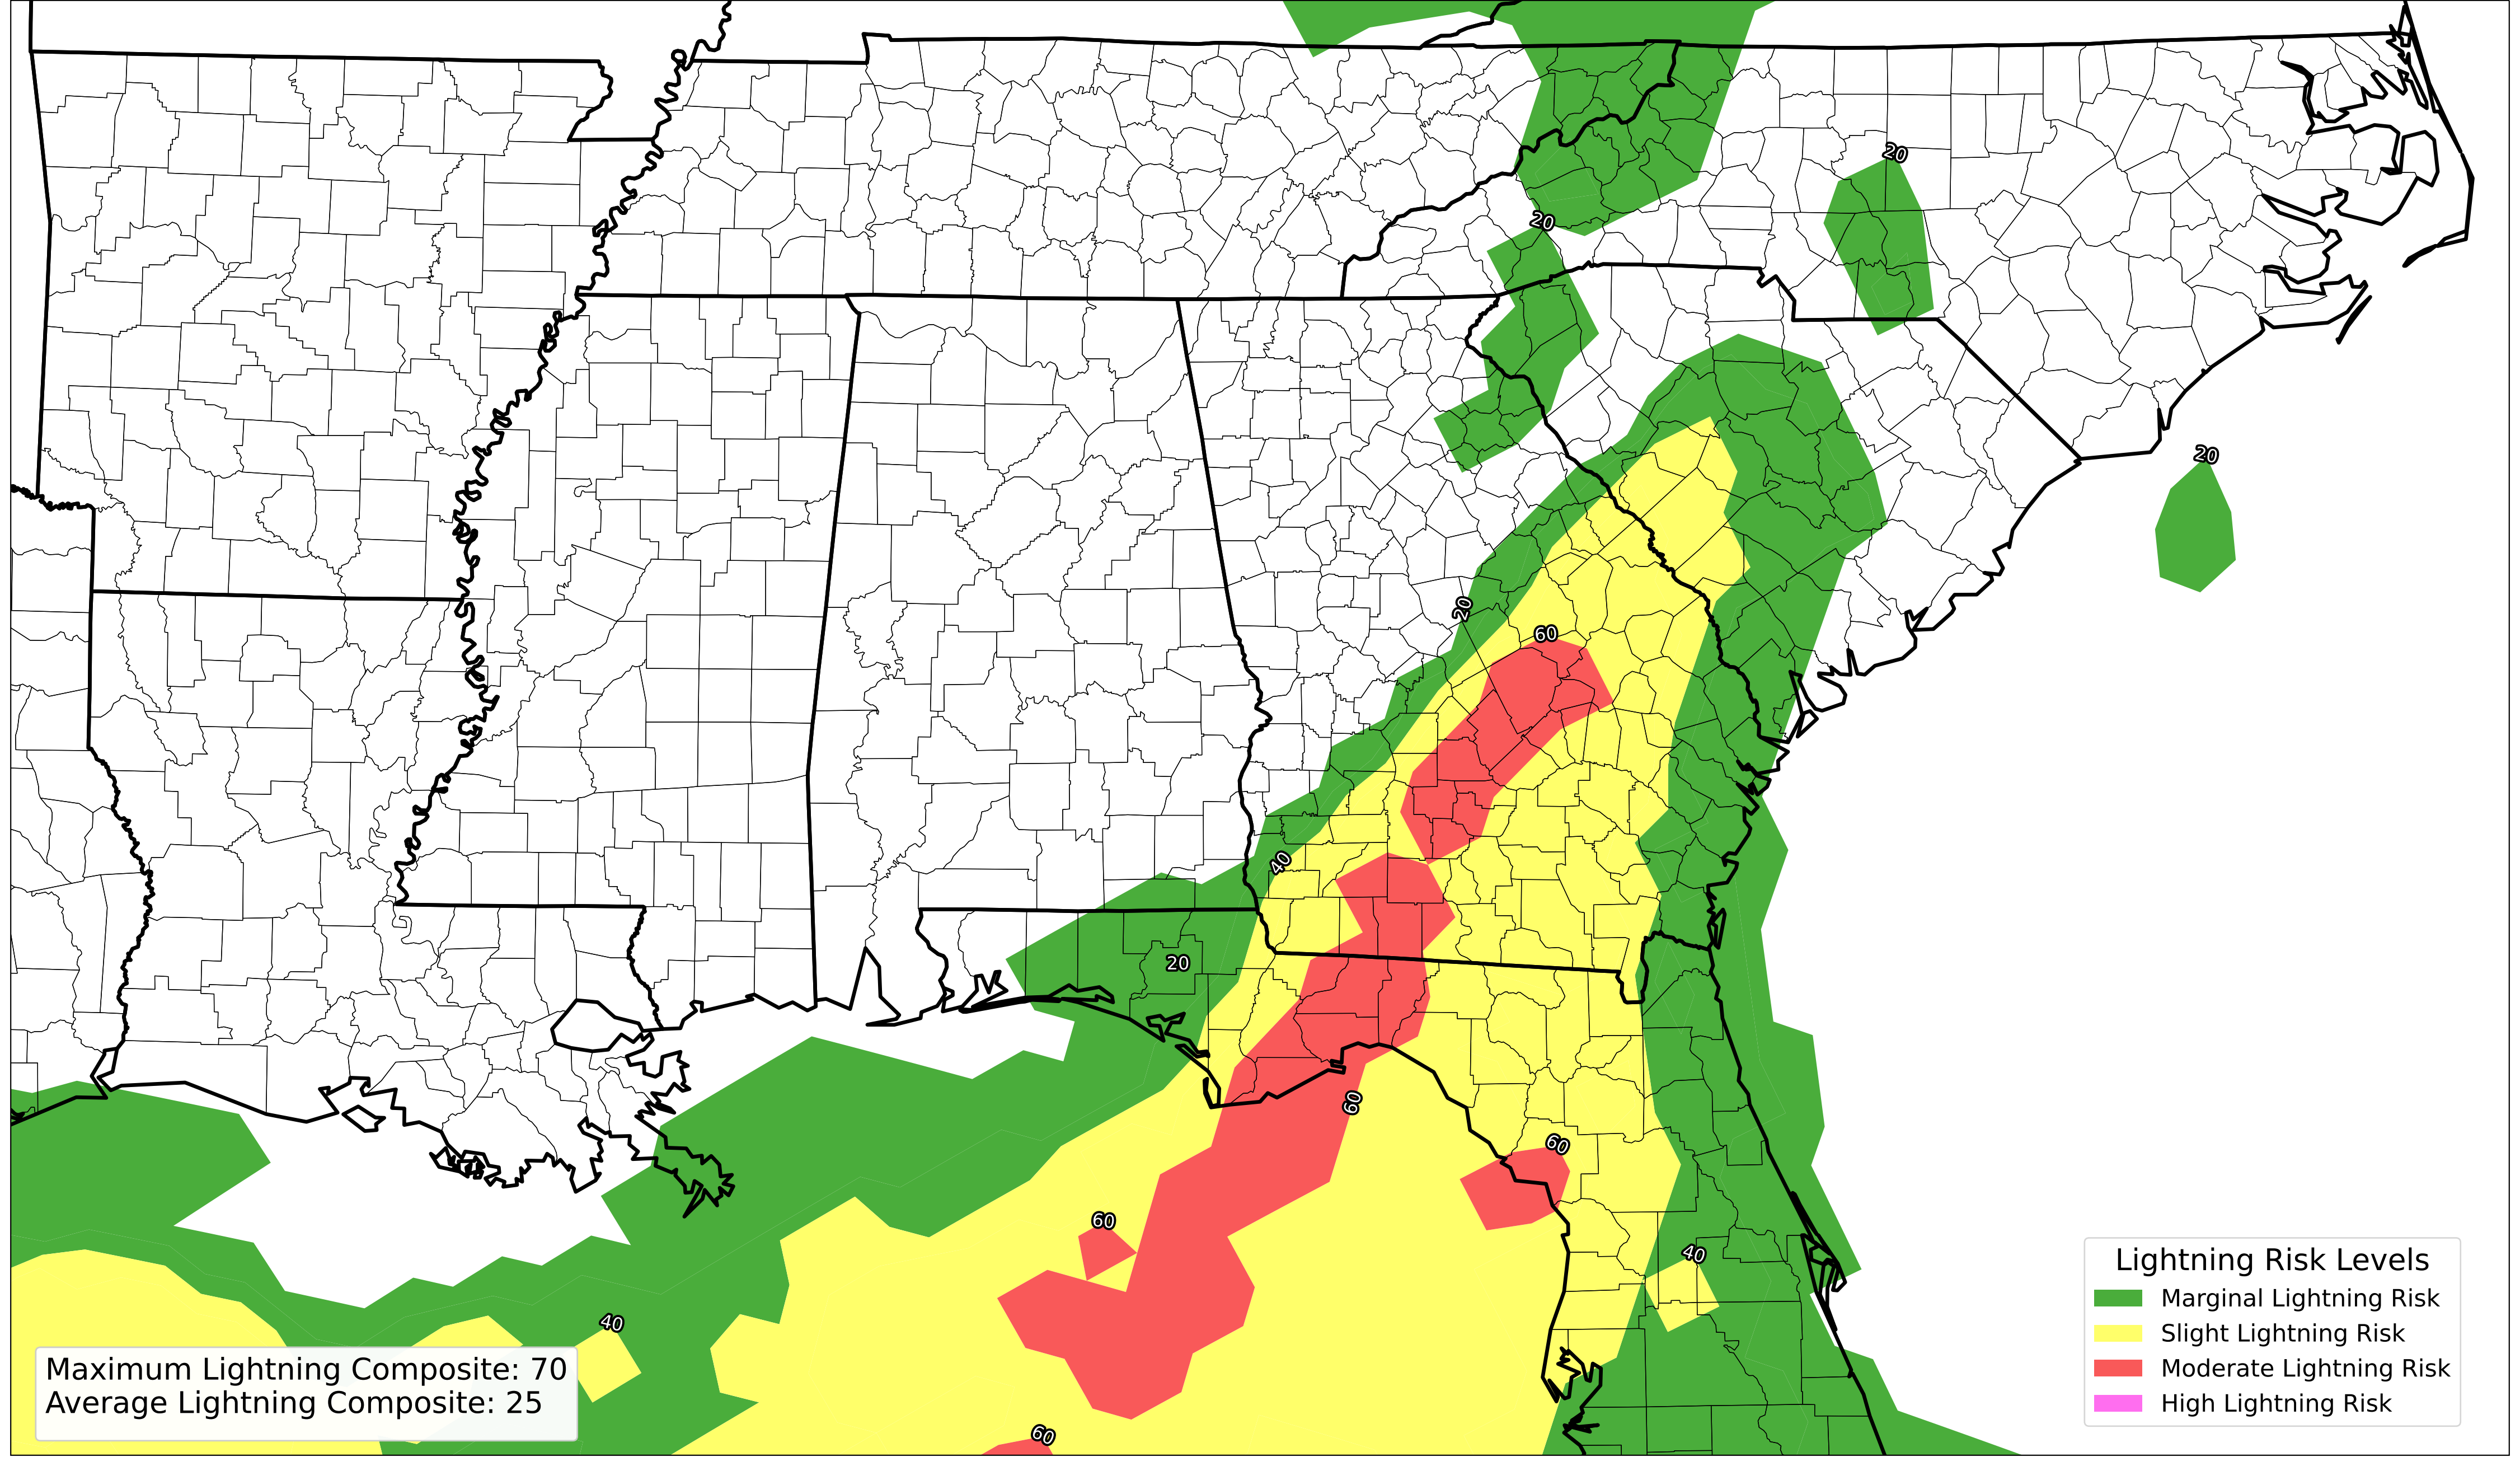 20
20
20
20
60
40
20
60
60
60
40
40
60
Lightning Risk Levels
Marginal Lightning Risk
Slight Lightning Risk
Moderate Lightning Risk
High Lightning Risk
Maximum Lightning Composite: 70
Average Lightning Composite: 25